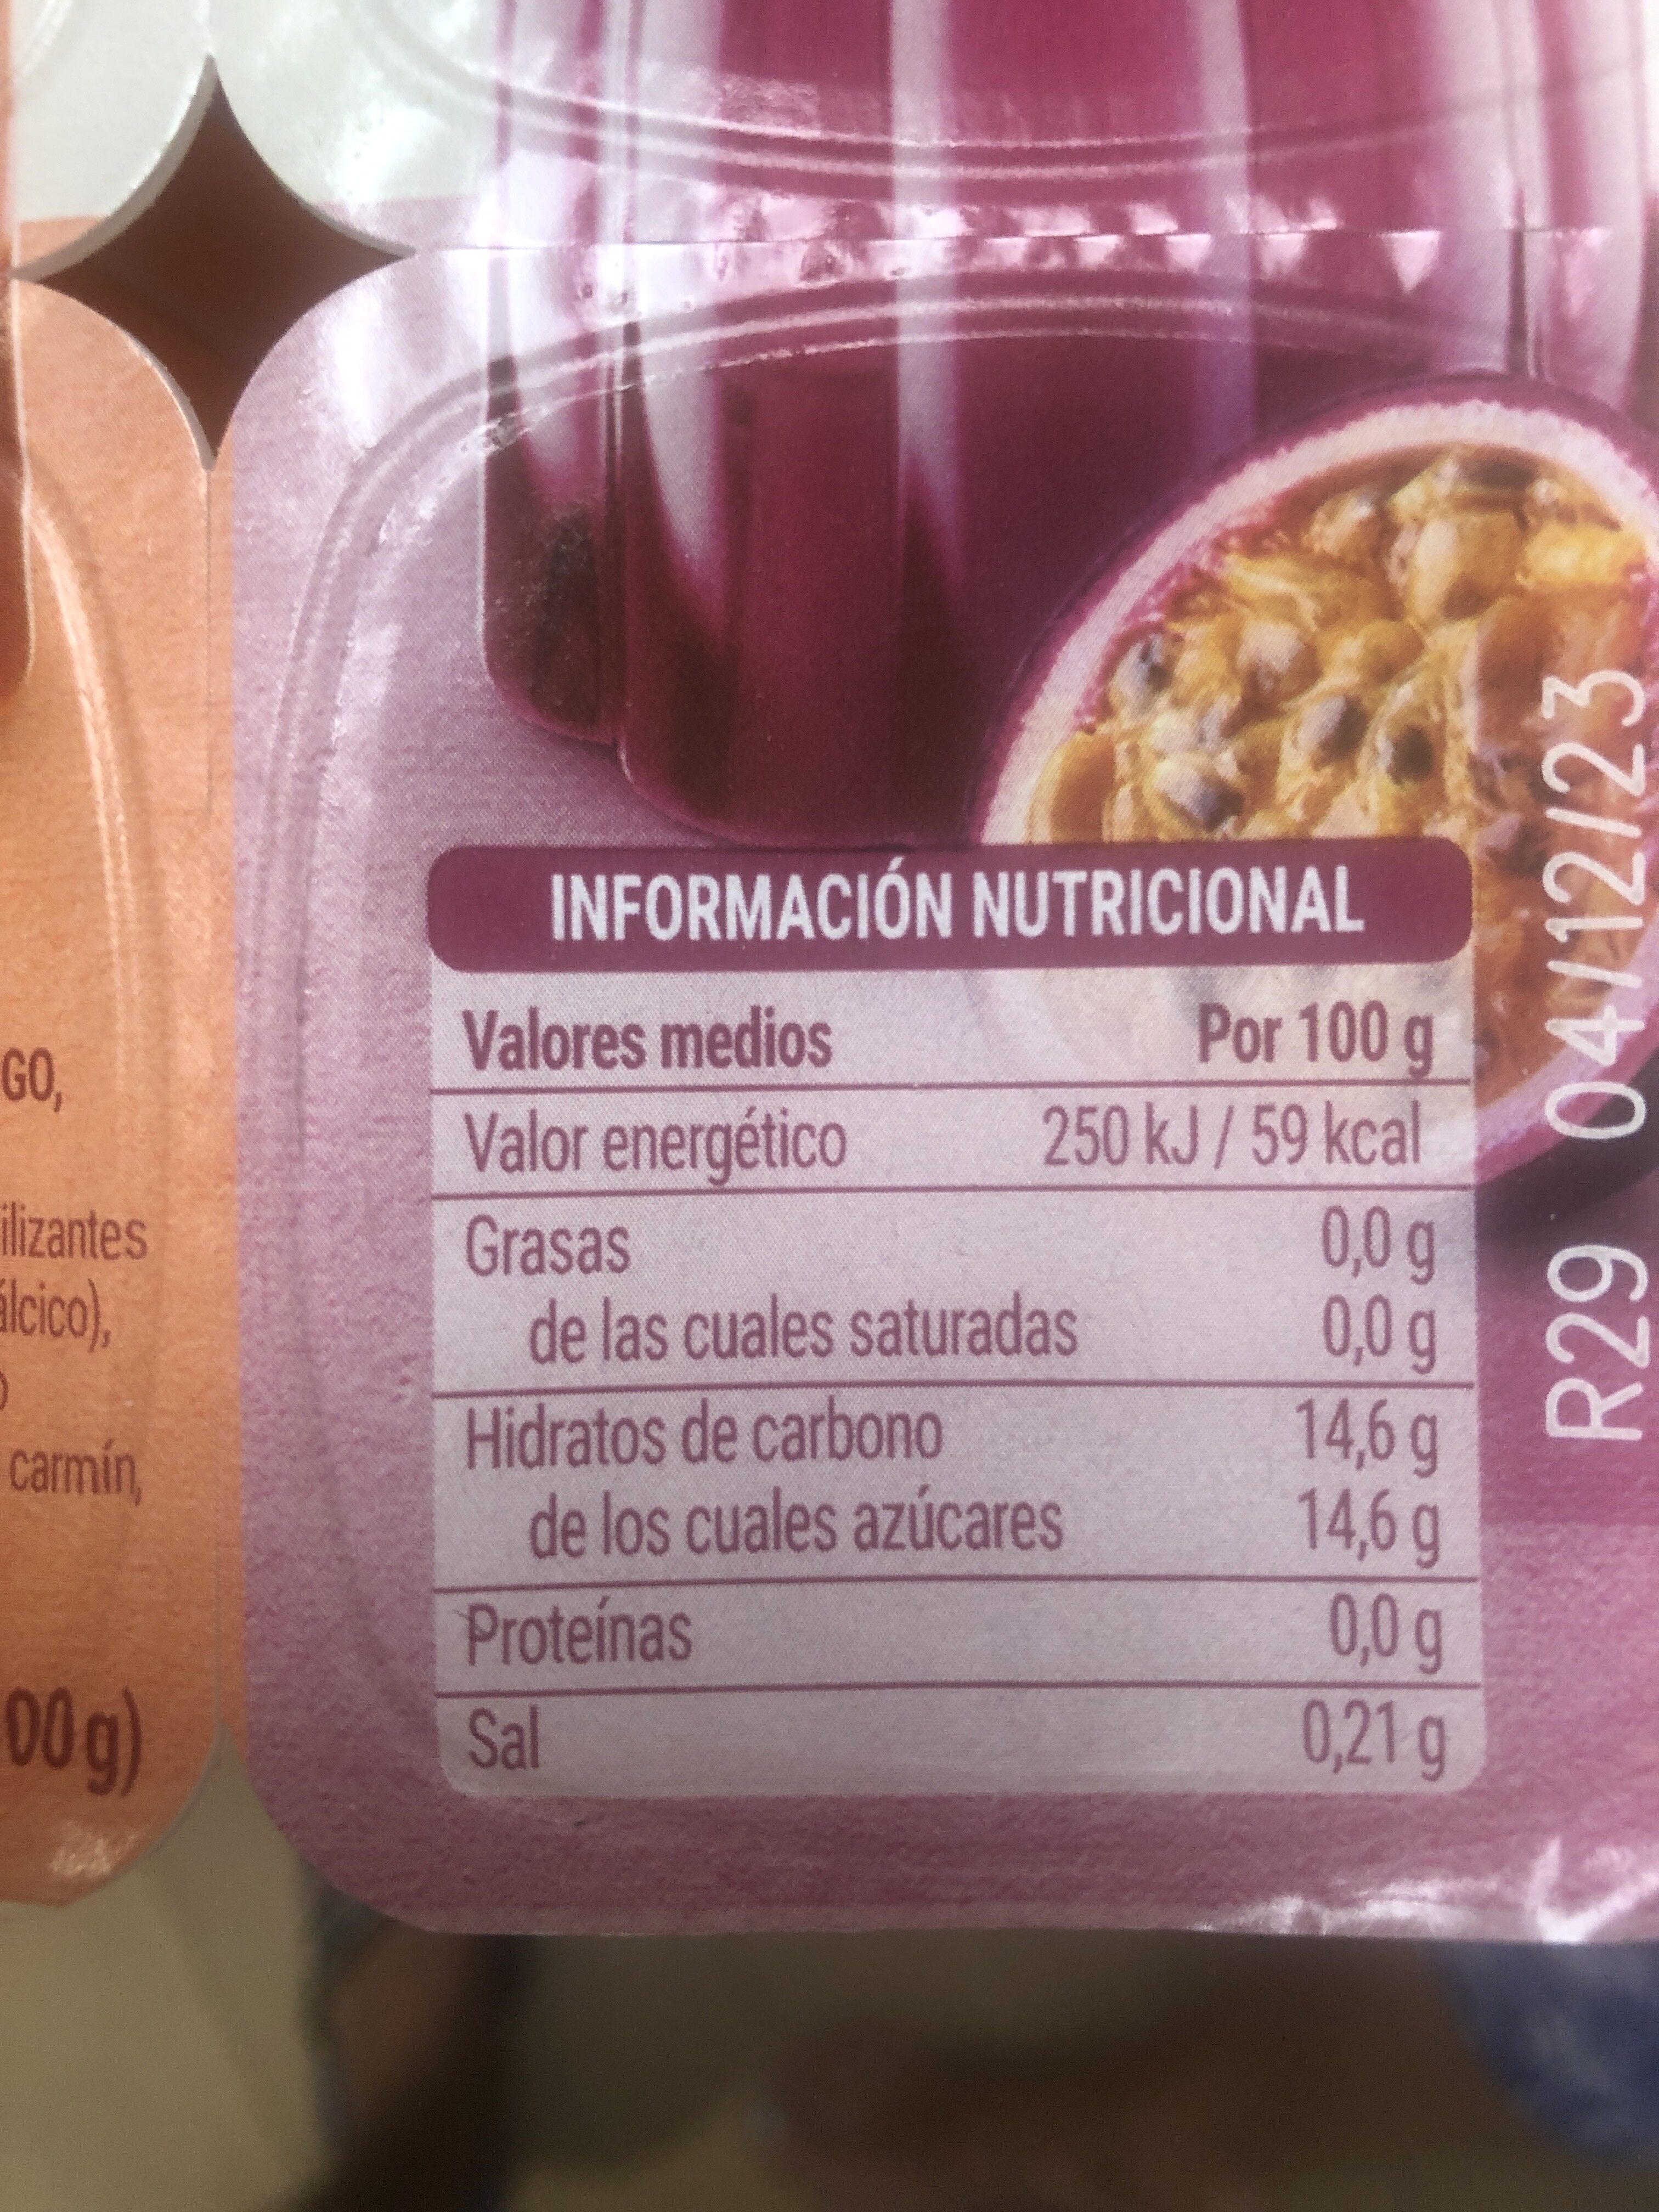 GO,
ilizantes
álcico),
carmín,
00 g)
INFORMACIÓN NUTRICIONAL
Valores medios Por 100 g
Valor energético 250 kJ / 59 kcal
Grasas 0,0 g
de las cuales saturadas 0,0 g
Hidratos de carbono 14,6 g
de los cuales azúcares 14,6 g
Proteínas 0,0 g
Sal 0,21 g
R29 04/12/23